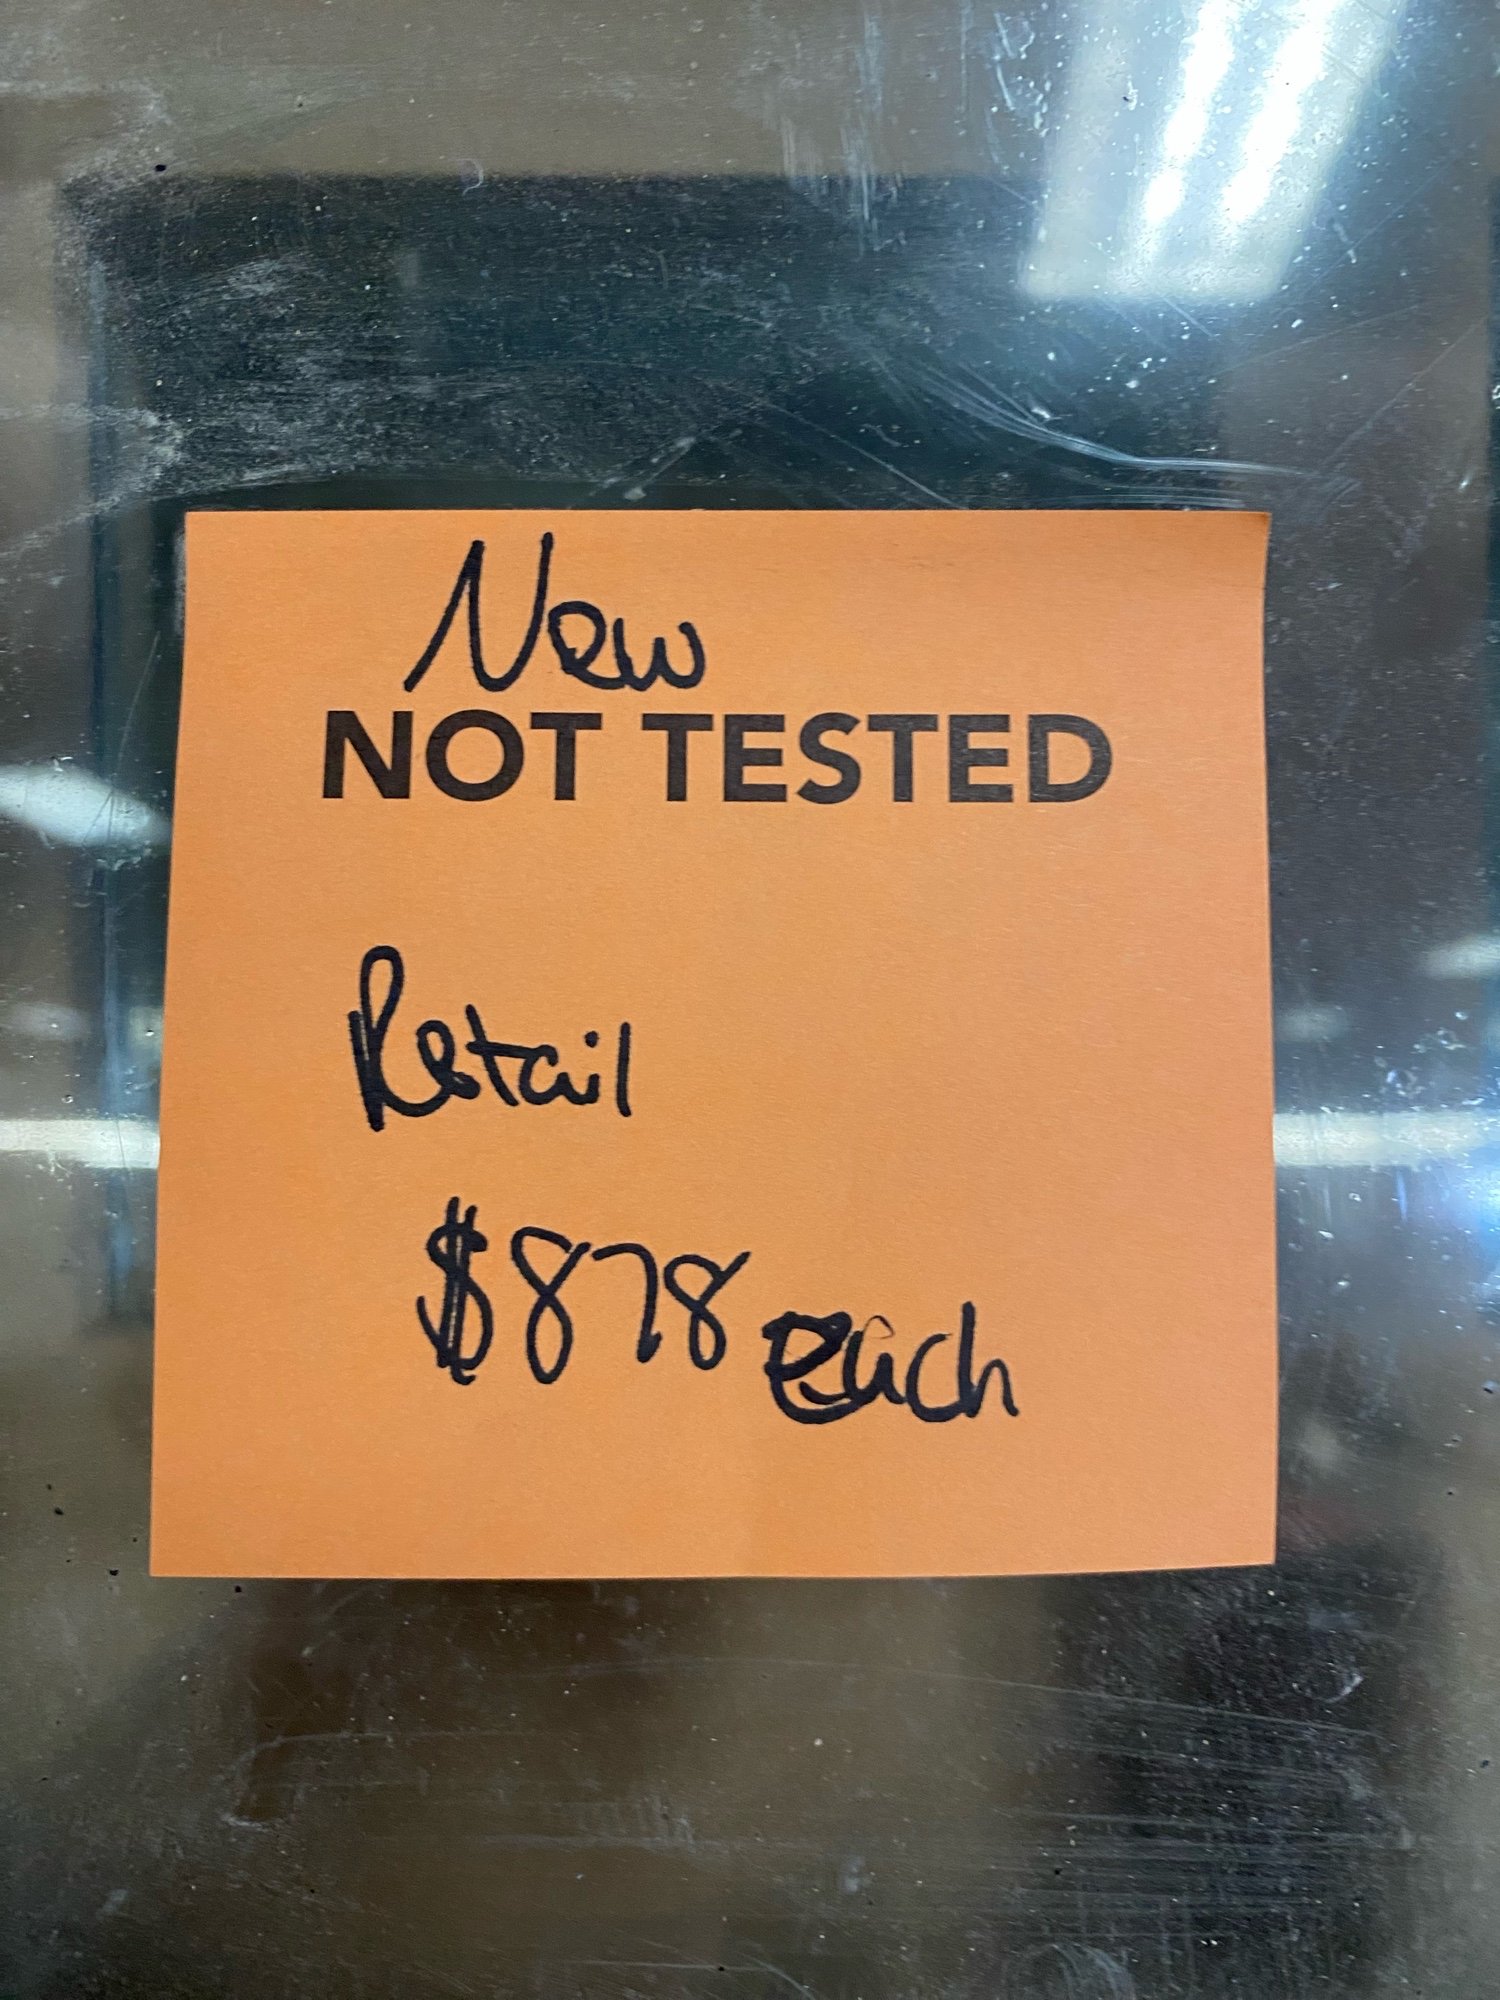 New
NOT TESTED
Retail
$878 each